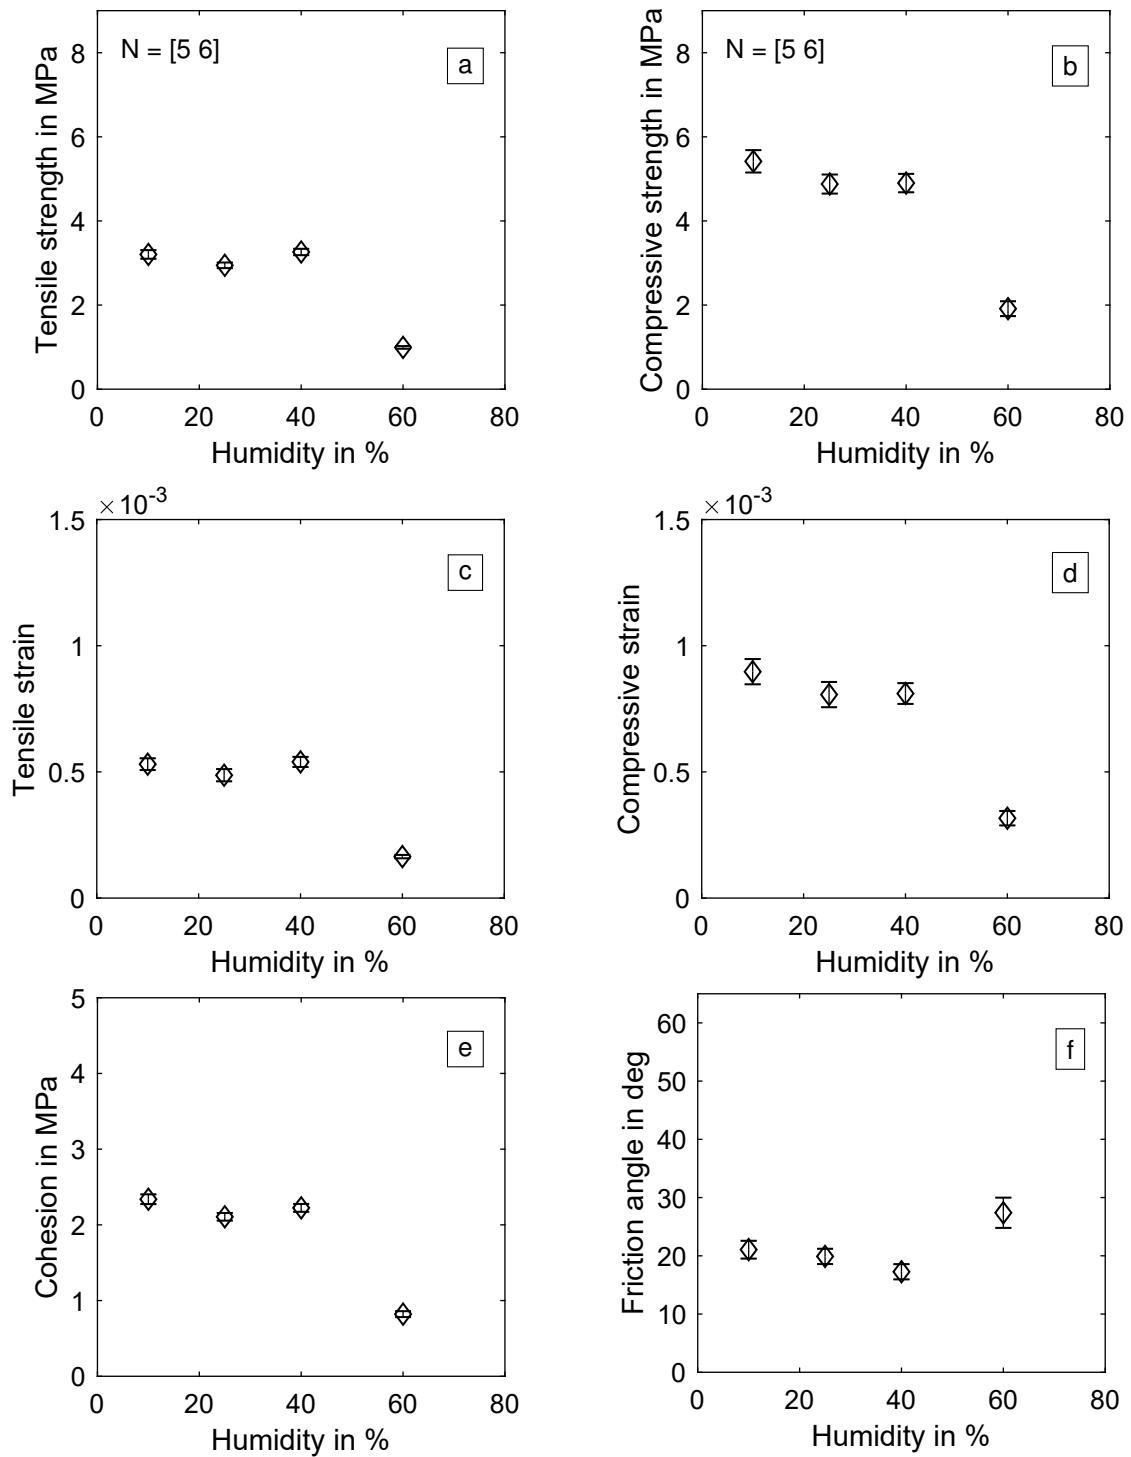 N = [5 6]
a
Tensile strength in MPa
8
6
4
2
0
0 20 40 60 80
Humidity in %
N = [5 6]
b
Compressive strength in MPa
8
6
4
2
0
0 20 40 60 80
Humidity in %
× 10-3
c
Tensile strain
1.5
1
0.5
0
0 20 40 60 80
Humidity in %
× 10-3
d
Compressive strain
1.5
1
0.5
0
0 20 40 60 80
Humidity in %
e
Cohesion in MPa
5
4
3
2
1
0
0 20 40 60 80
Humidity in %
f
Friction angle in deg
60
50
40
30
20
10
0
0 20 40 60 80
Humidity in %